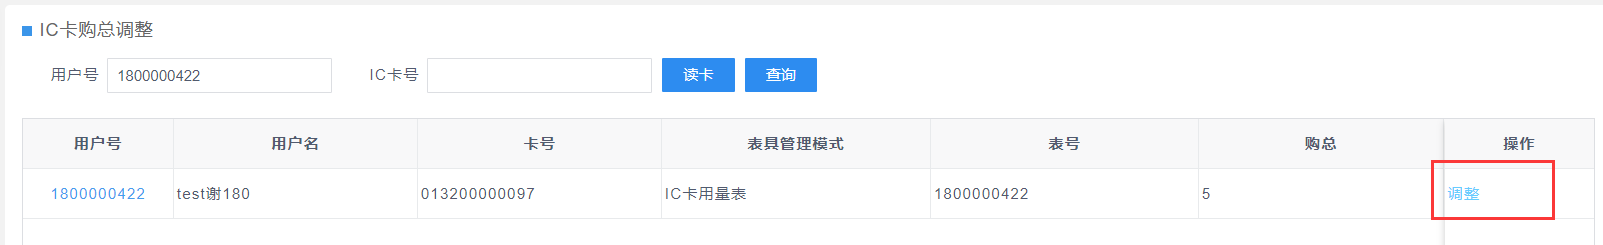 IC卡购总调整
用户号 1800000422 IC卡号 读卡 查询
用户号 用户名 卡号 表具管理模式 表号 购总 操作
1800000422 test谢180 013200000097 IC卡用量表 1800000422 5 调整